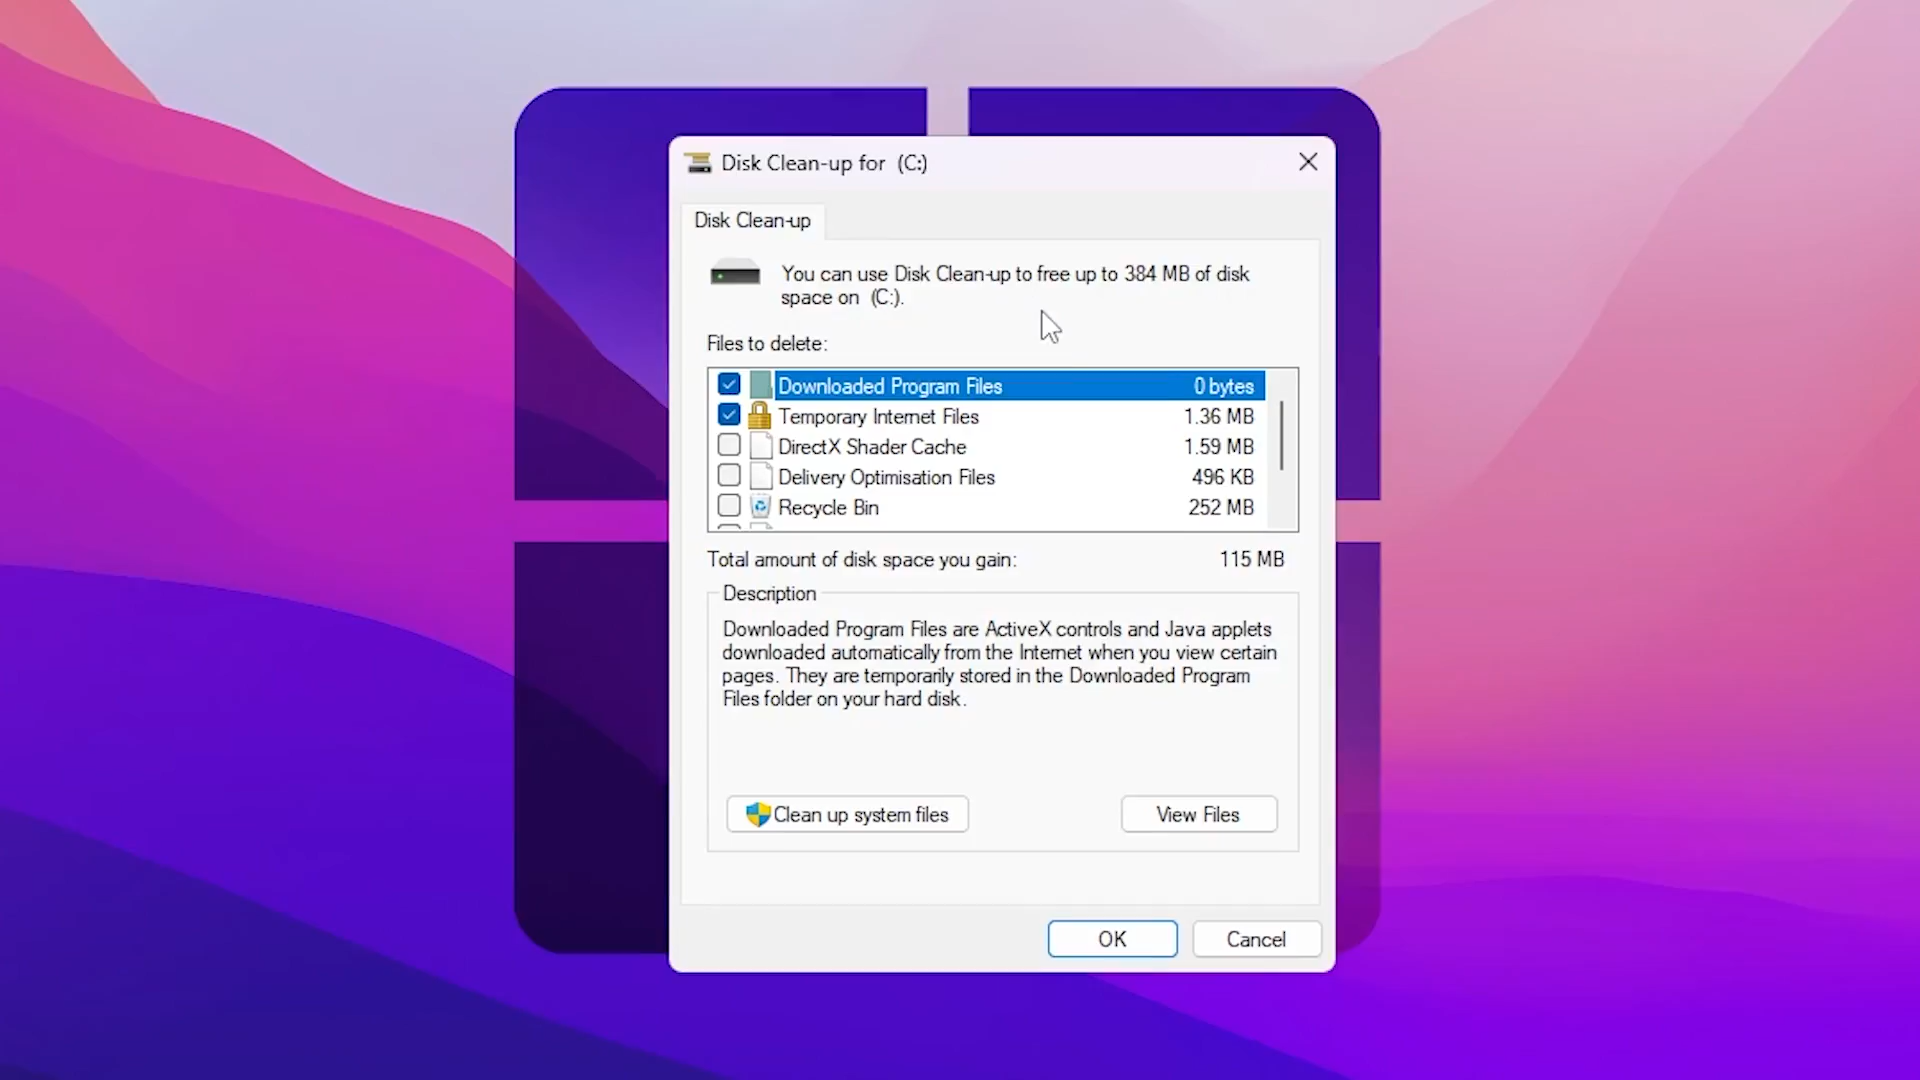 Disk Clean-up for (C:)
Disk Clean-up
You can use Disk Clean-up to free up to 384 MB of disk
space on (C:).
Files to delete:
Downloaded Program Files 0 bytes
Temporary Internet Files 1.36 MB
DirectX Shader Cache 1.59 MB
Delivery Optimisation Files 496 KB
Recycle Bin 252 MB
Total amount of disk space you gain: 115 MB
Description
Downloaded Program Files are ActiveX controls and Java applets
downloaded automatically from the Internet when you view certain
pages. They are temporarily stored in the Downloaded Program
Files folder on your hard disk.
Clean up system files
View Files
OK
Cancel